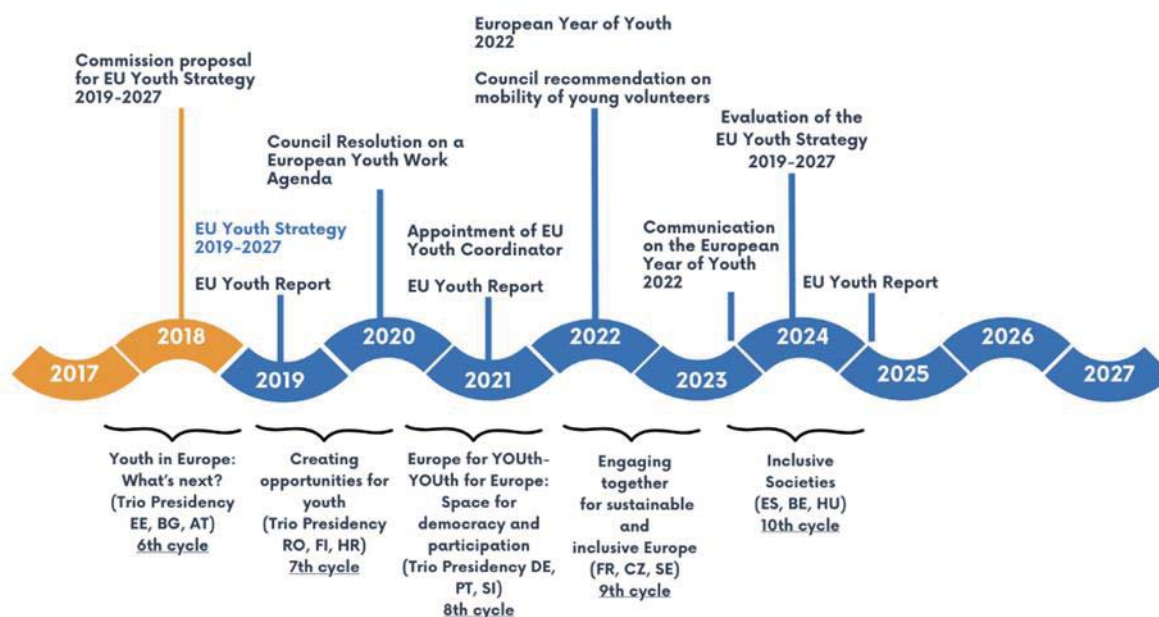 European Year of Youth
2022
Commission proposal
for EU Youth Strategy
2019-2027
Council recommendation on
mobility of young volunteers
Evaluation of the
EU Youth Strategy
2019-2027
Council Resolution on a
European Youth Work
Agenda
EU Youth Strategy
2019-2027
Appointment of EU
Youth Coordinator
Communication
on the European
Year of Youth
2022
EU Youth Report
EU Youth Report
EU Youth Report
2017
2018
2019
2020
2021
2022
2023
2024
2025
2026
2027
Youth in Europe:
What's next?
(Trio Presidency
EE, BG, AT)
6th cycle
Creating
opportunities for
youth
(Trio Presidency
RO, FI, HR)
7th cycle
Europe for YOUth-
YOUth for Europe:
Space for
democracy and
participation
(Trio Presidency DE,
PT, SI)
8th cycle
Engaging
together
for sustainable
and
inclusive Europe
(FR, CZ, SE)
9th cycle
Inclusive
Societies
(ES, BE, HU)
10th cycle